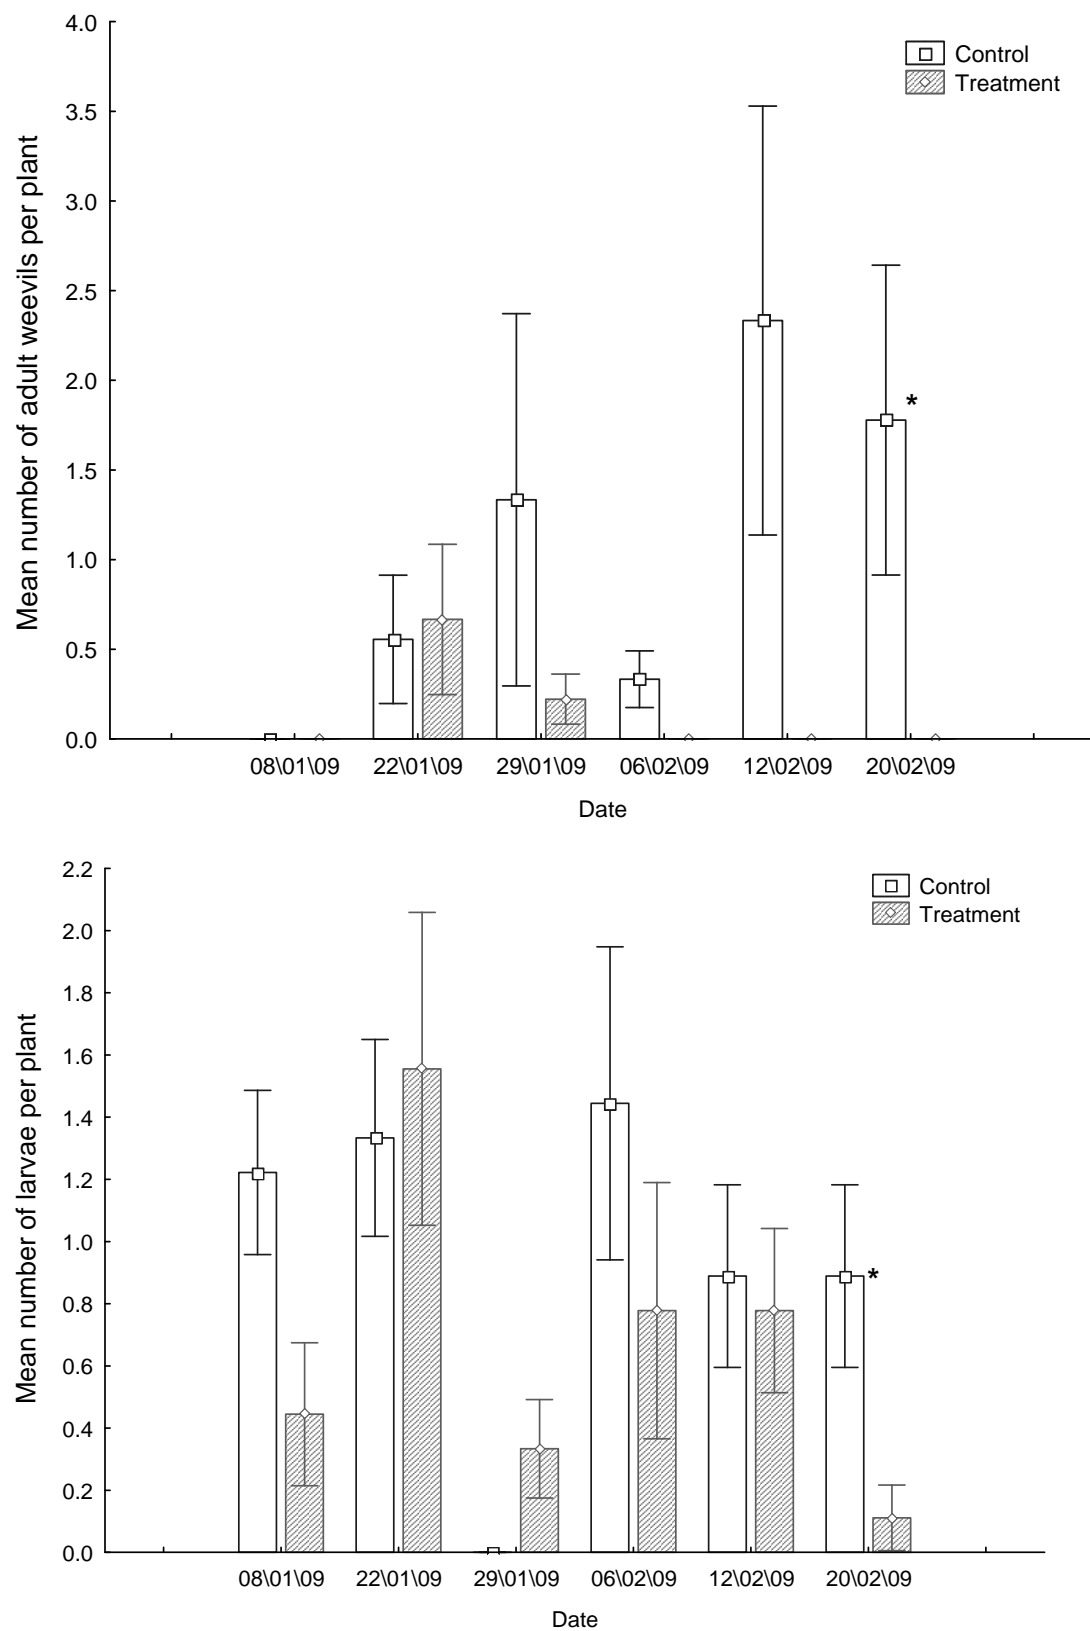 4.0
3.5
3.0
2.5
2.0
1.5
1.0
0.5
0.0
Mean number of adult weevils per plant
Control
Treatment
*
08\01\09 22\01\09 29\01\09 06\02\09 12\02\09 20\02\09
Date
2.2
2.0
1.8
1.6
1.4
1.2
1.0
0.8
0.6
0.4
0.2
0.0
Mean number of larvae per plant
Control
Treatment
*
08\01\09 22\01\09 29\01\09 06\02\09 12\02\09 20\02\09
Date